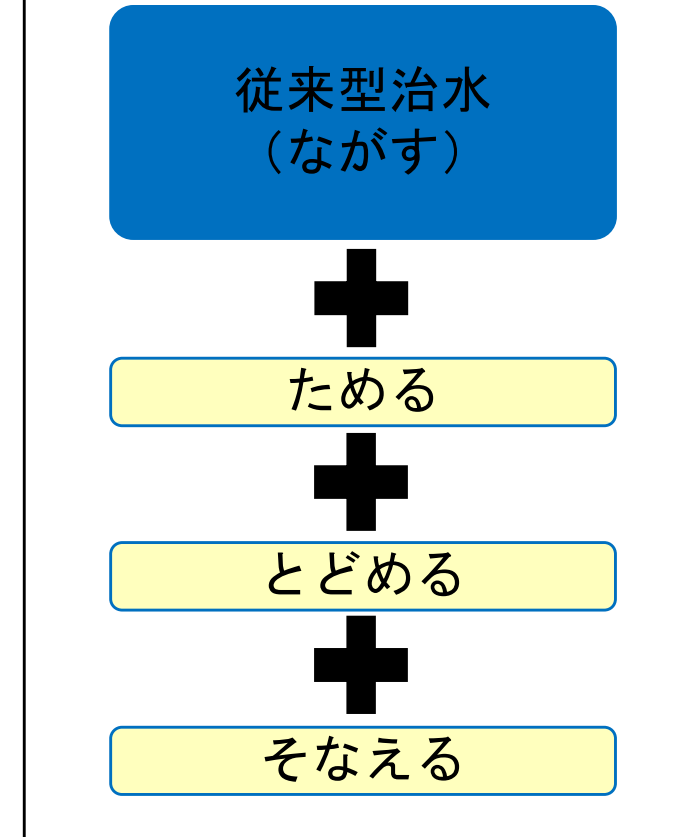 従来型治水
（ながす）
ためる
とどめる
そなえる